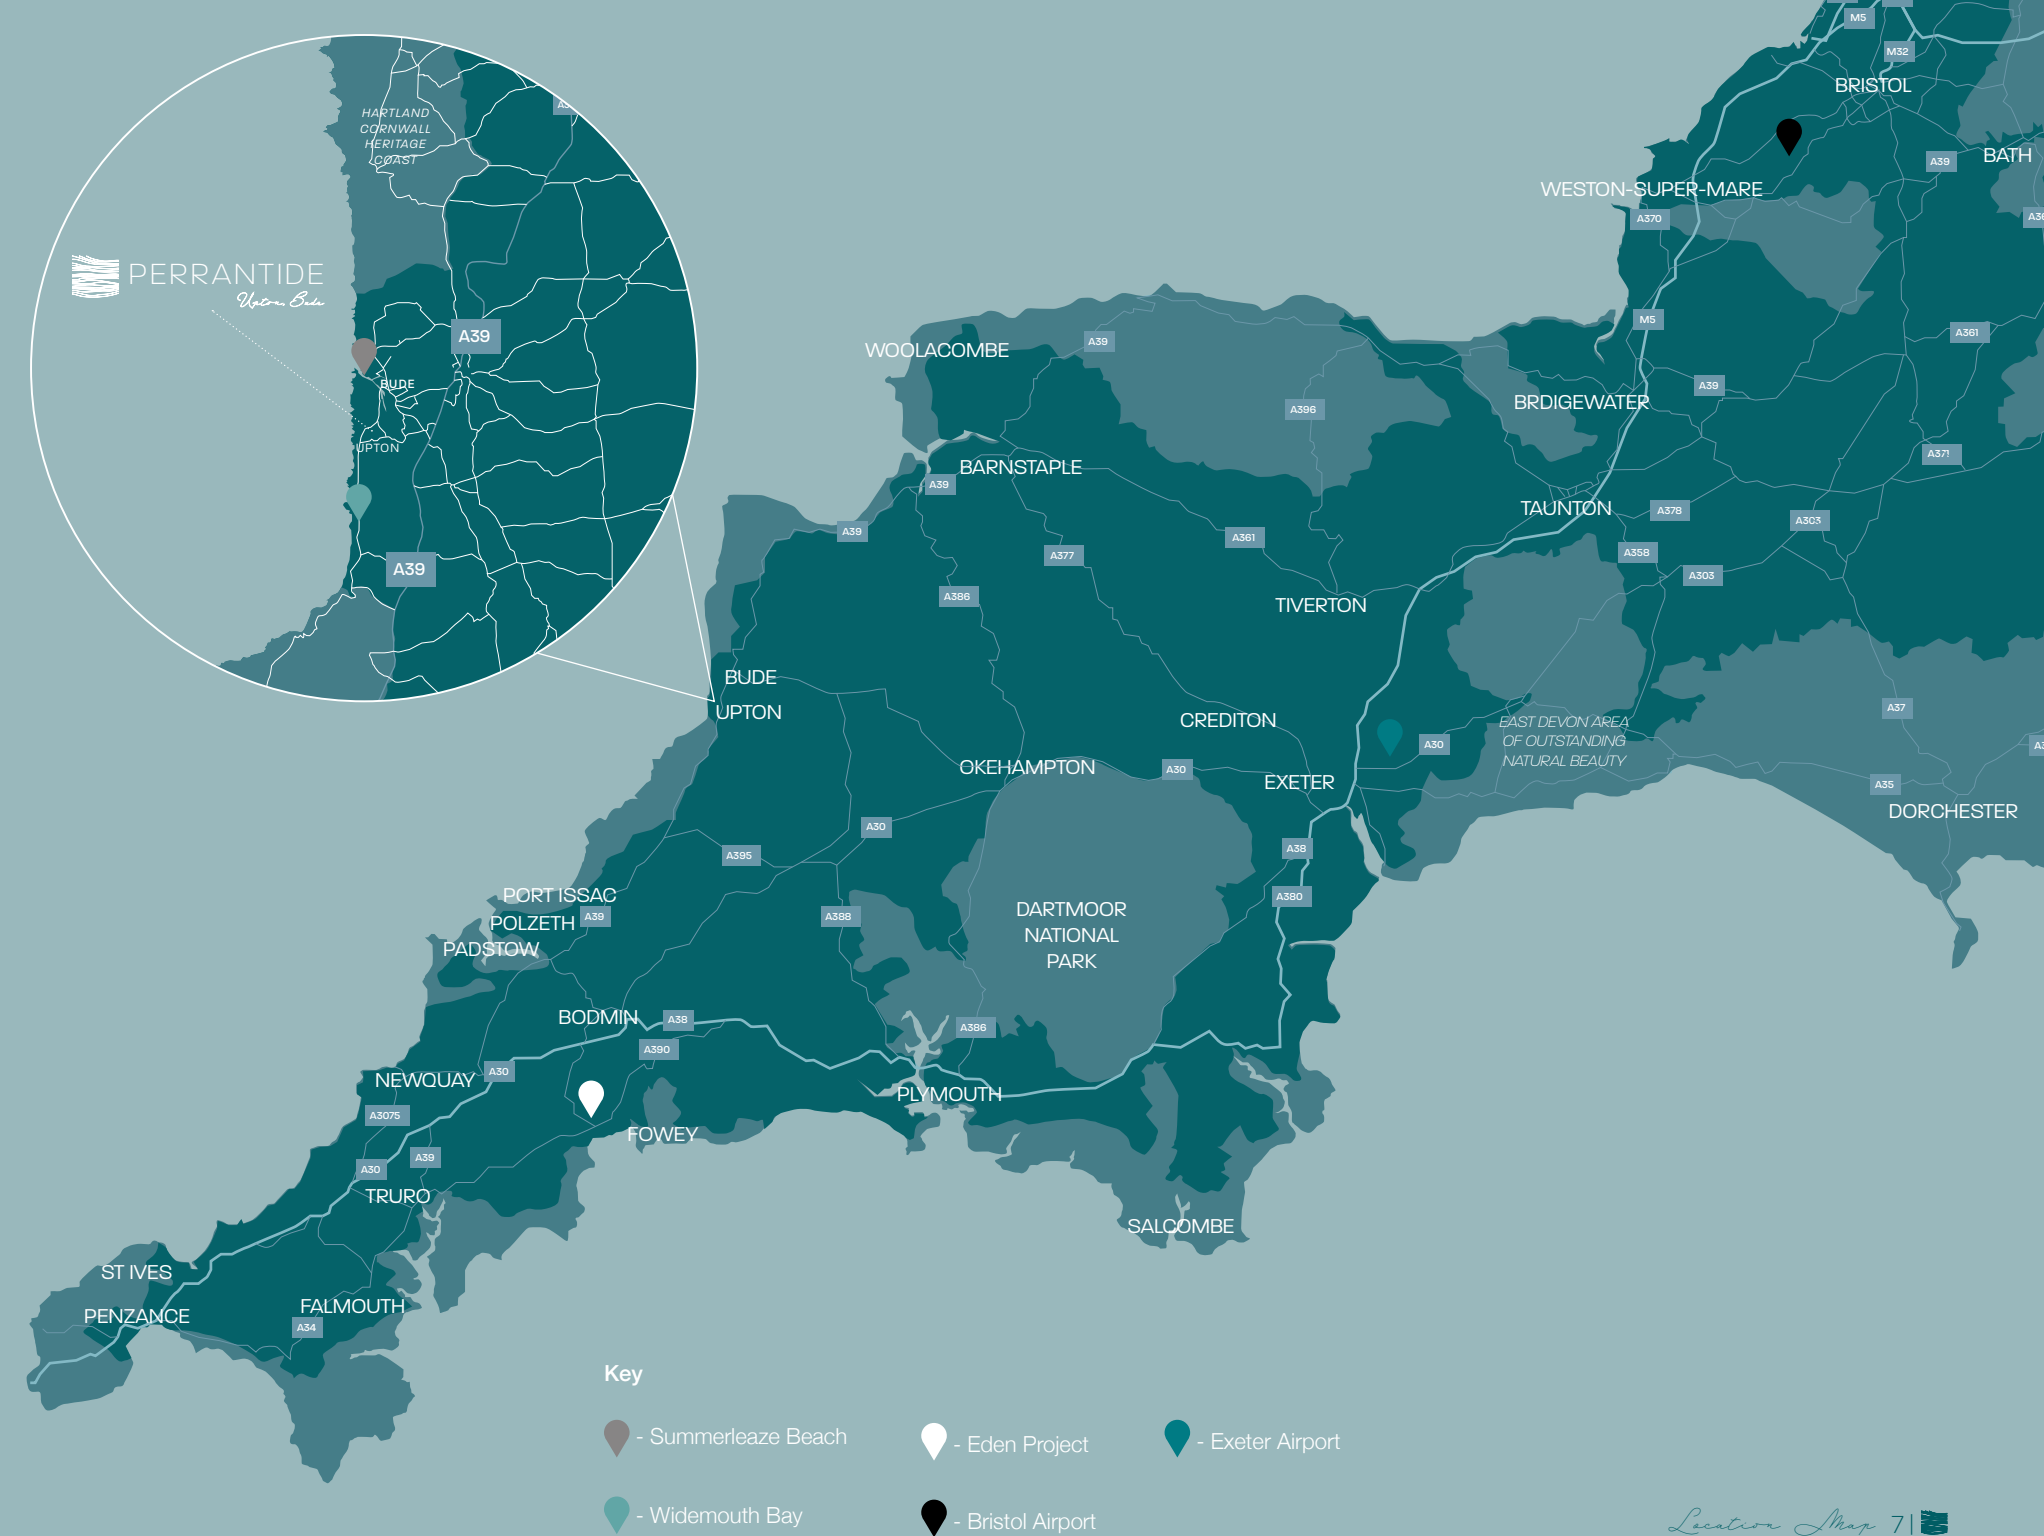 HARTLAND
CORNWALL
HERITAGE
COAST
PERRANTIDE
Upton, Bude
A39
BUDE
UPTON
A39
M5
M32
BRISTOL
BATH
A39
WESTON-SUPER-MARE
A370
M5
A361
WOOLACOMBE
A39
A39
BRDIGEWATER
A396
A371
BARNSTAPLE
A39
A39
TAUNTON
A378
A303
A361
A377
A358
A303
A386
TIVERTON
BUDE
UPTON
CREDITON
EAST DEVON AREA
OF OUTSTANDING
NATURAL BEAUTY
A37
A30
OKEHAMPTON
A30
EXETER
A35
DORCHESTER
A30
A395
A38
A380
PORT ISSAC
POLZETH
A39
A388
PADSTOW
DARTMOOR
NATIONAL
PARK
BODMIN
A38
A386
A390
NEWQUAY
A30
PLYMOUTH
A3075
FOWEY
A30
A39
TRURO
SALCOMBE
ST IVES
PENZANCE
FALMOUTH
A34
Key
- Summerleaze Beach
- Eden Project
- Exeter Airport
- Widemouth Bay
- Bristol Airport
Location Map 7|